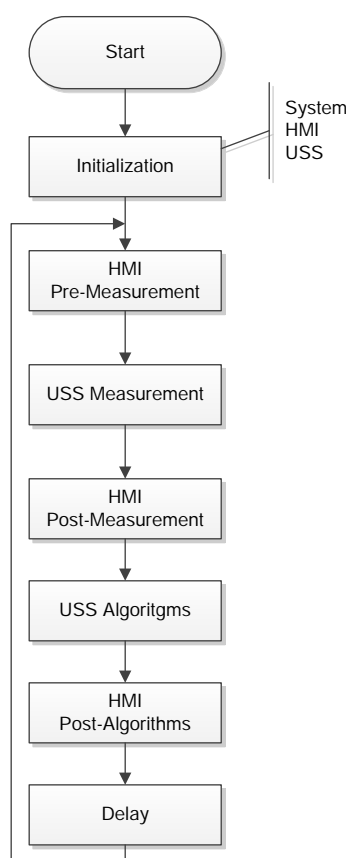 Start
System
HMI
USS
Initialization
HMI
Pre-Measurement
USS Measurement
HMI
Post-Measurement
USS Algoritgms
HMI
Post-Algorithms
Delay